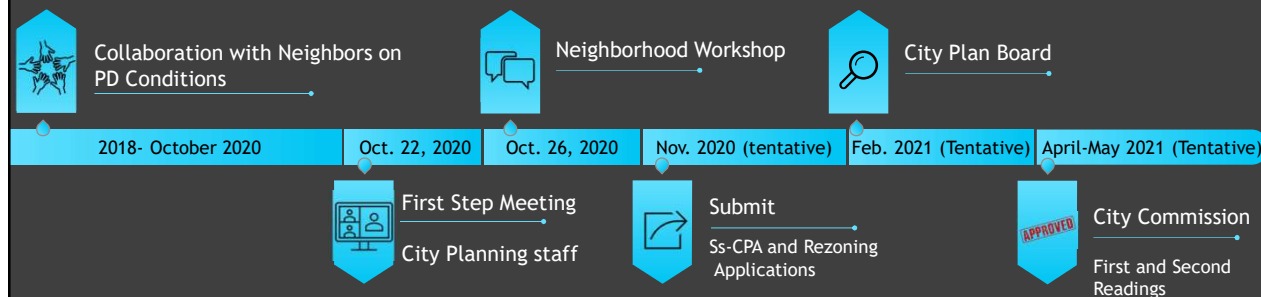 Collaboration with Neighbors on
PD Conditions
Neighborhood Workshop
City Plan Board
2018- October 2020
Oct. 22, 2020
Oct. 26, 2020
Nov. 2020 (tentative)
Feb. 2021 (Tentative)
April-May 2021 (Tentative)
First Step Meeting
City Planning staff
Submit
Ss-CPA and Rezoning
Applications
APPROVED
City Commission
First and Second
Readings